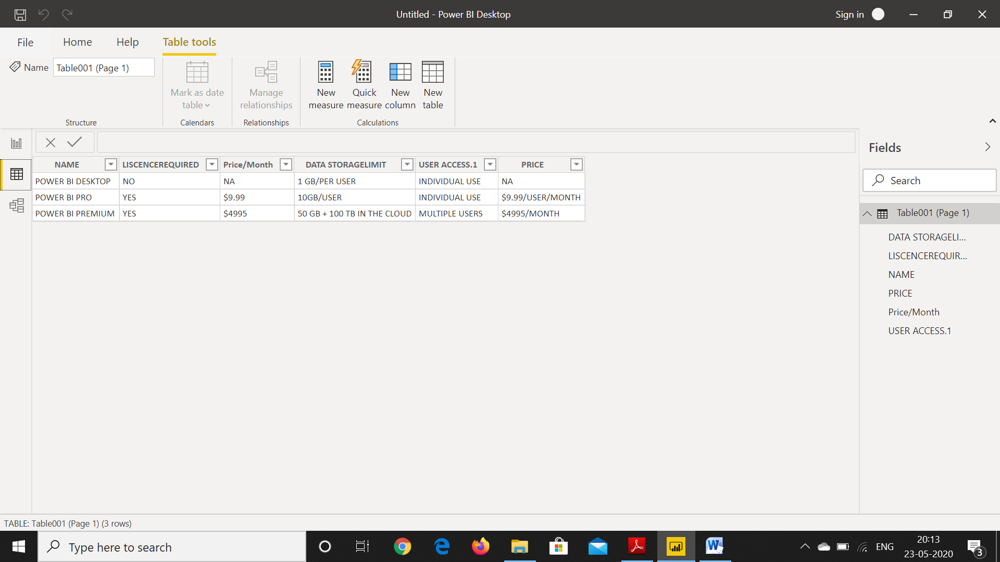 Untitled - Power BI Desktop
Sign in
File Home Help Table tools
Name Table001 (Page 1)
Mark as date table
Manage relationships
New measure
Quick measure
New column
New table
Structure Calendars Relationships Calculations
NAME LISCENCEREQUIRED Price/Month DATA STORAGELIMIT USER ACCESS.1 PRICE
POWER BI DESKTOP NO NA 1 GB/PER USER INDIVIDUAL USE NA
POWER BI PRO YES $9.99 10GB/USER INDIVIDUAL USE $9.99/USER/MONTH
POWER BI PREMIUM YES $4995 50 GB + 100 TB IN THE CLOUD MULTIPLE USERS $4995/MONTH
Fields
Search
Table001 (Page 1)
DATA STORAGELI...
LISCENCEREQUIR...
NAME
PRICE
Price/Month
USER ACCESS.1
TABLE: Table001 (Page 1) (3 rows)
Type here to search
W
ENG
20:13
23-05-2020
3